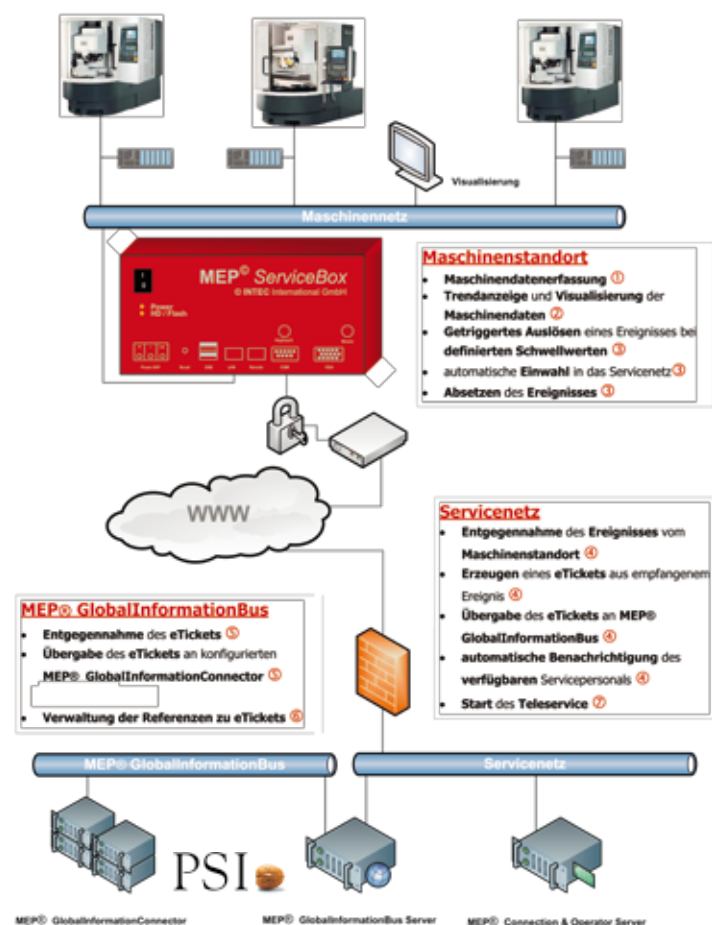 Visualisierung
Maschinennetz
MEP© ServiceBox
© INTEC International GmbH
Power
HD / Flash
Maschinenstandort
• Maschinendatenerfassung ①
• Trendanzeige und Visualisierung der
Maschinendaten ②
• Getriggertes Auslösen eines Ereignisses bei
definierten Schwellwerten ③
• automatische Einwahl in das Servicenetz ③
• Absetzen des Ereignisses ③
WWW
Servicenetz
• Entgegennahme des Ereignisses vom
Maschinenstandort ④
• Erzeugen eines eTickets aus empfangenem
Ereignis ④
• Übergabe des eTickets an MEP®
GlobalInformationBus ④
• automatische Benachrichtigung des
verfügbaren Servicepersonals ④
• Start des Teleservice ⑦
MEP® GlobalInformationBus
• Entgegennahme des eTickets ⑤
• Übergabe des eTickets an konfigurierten
MEP® GlobalInformationConnector ⑤
• Verwaltung der Referenzen zu eTickets ⑥
MEP® GlobalInformationBus
Servicenetz
PSI
MEP® GlobalInformationConnector
MEP® GlobalInformationBus Server
MEP® Connection & Operator Server